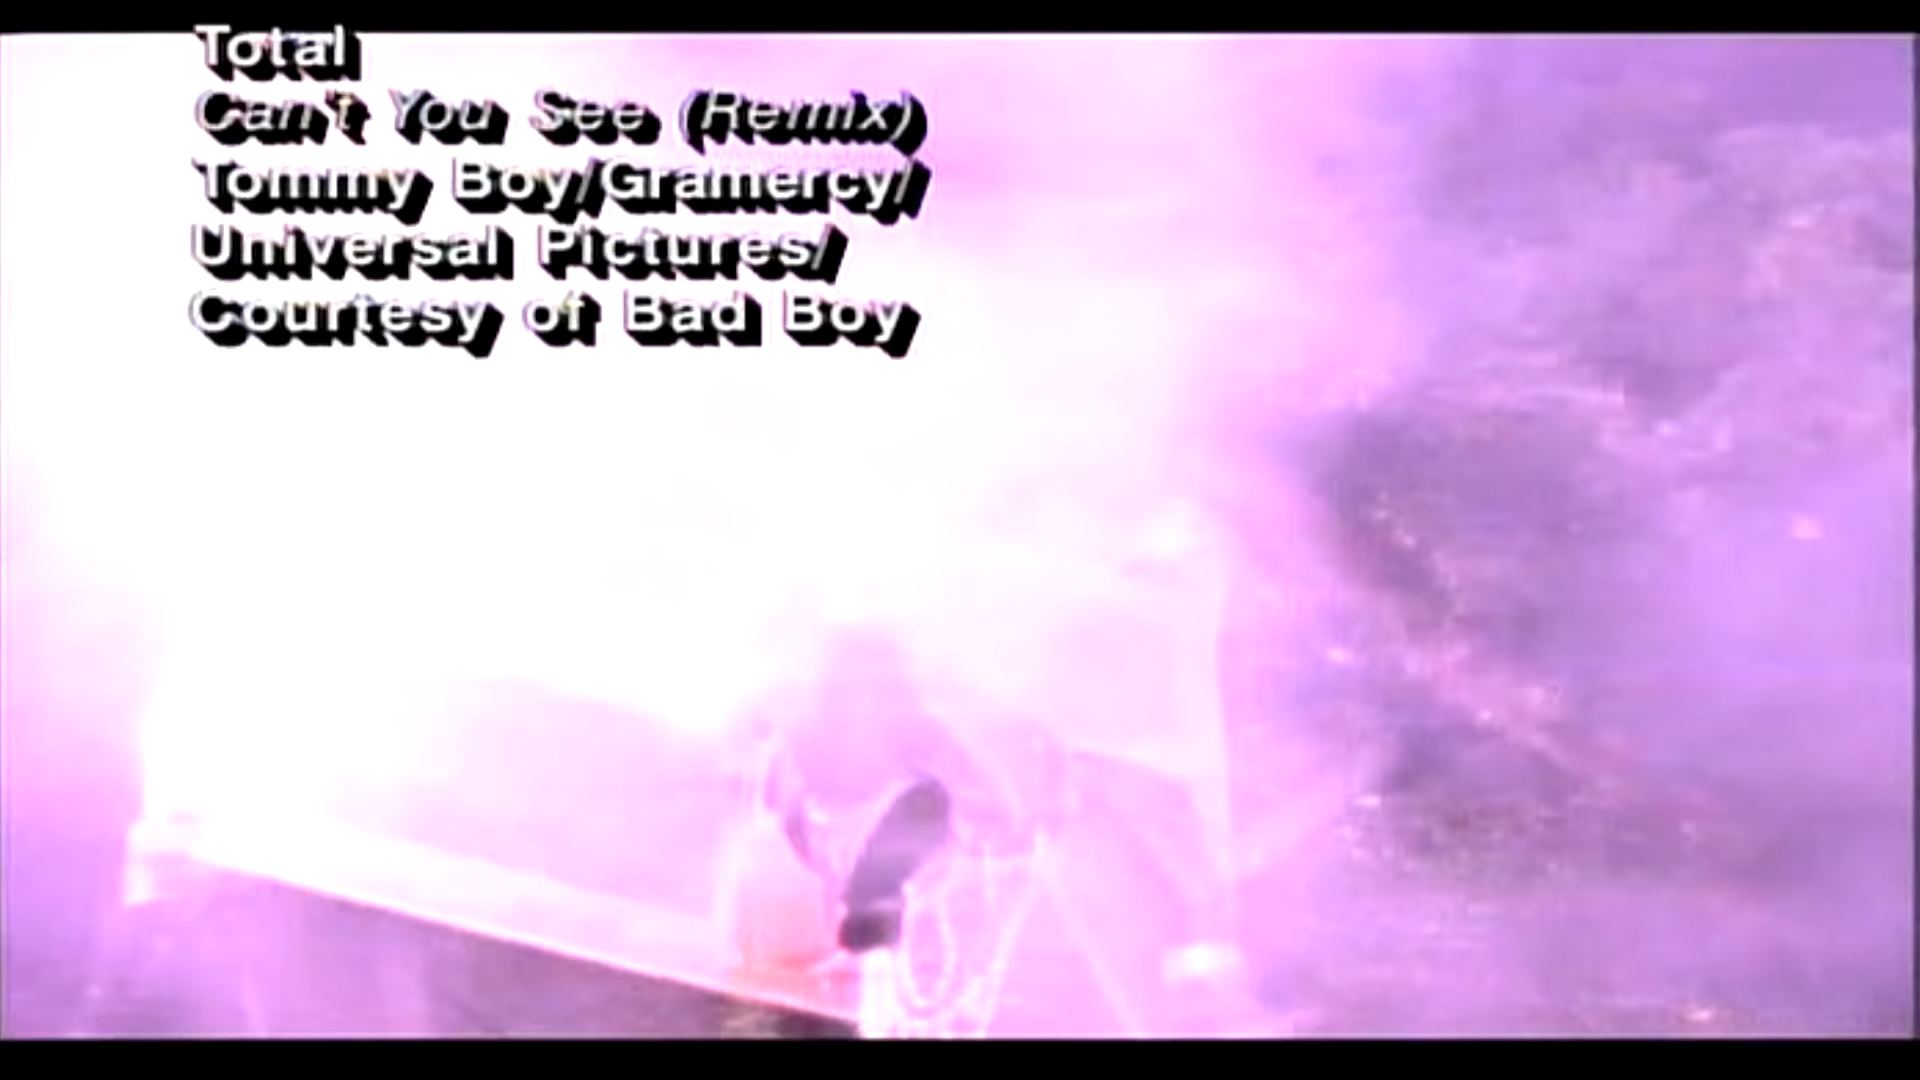 Total
Can't You See (Remix)
Tommy Boy/Gramercy/
Universal Pictures/
Courtesy of Bad Boy